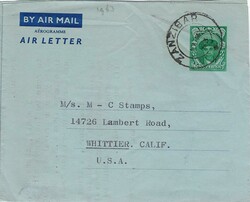 BY AIR MAIL
AÉROGRAMME
AIR LETTER
ZANZIBAR
M/s. M - C Stamps,
14726 Lambert Road,
WHITTIER. CALIF.
U.S.A.